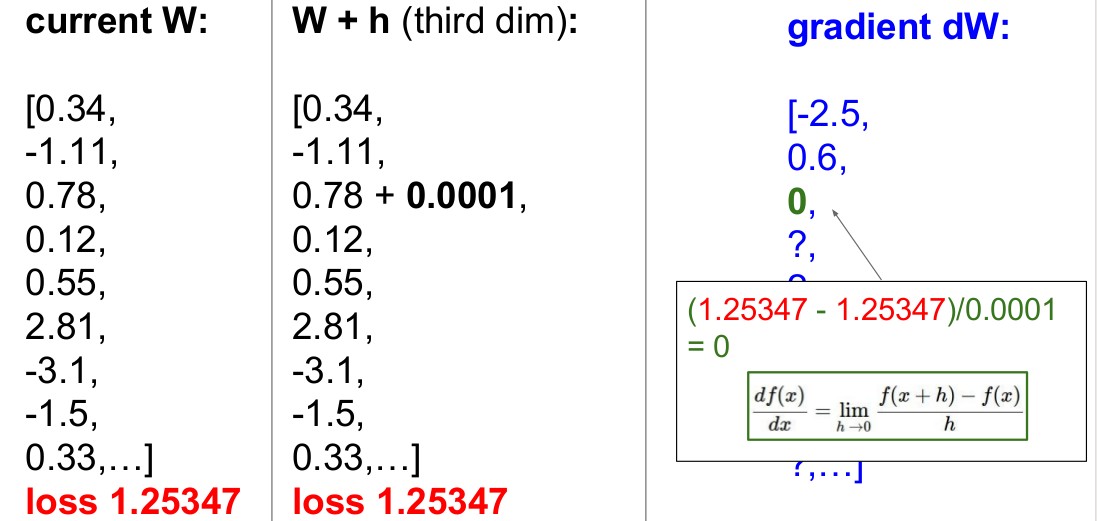 current W:
[0.34,
-1.11,
0.78,
0.12,
0.55,
2.81,
-3.1,
-1.5,
0.33,…]
loss 1.25347
W + h (third dim):
[0.34,
-1.11,
0.78 + 0.0001,
0.12,
0.55,
2.81,
-3.1,
-1.5,
0.33,…]
loss 1.25347
gradient dW:
[-2.5,
0.6,
0,
?,
(1.25347 - 1.25347)/0.0001
= 0
df(x)/dx = lim h→0 f(x + h) − f(x)/h
?,…]